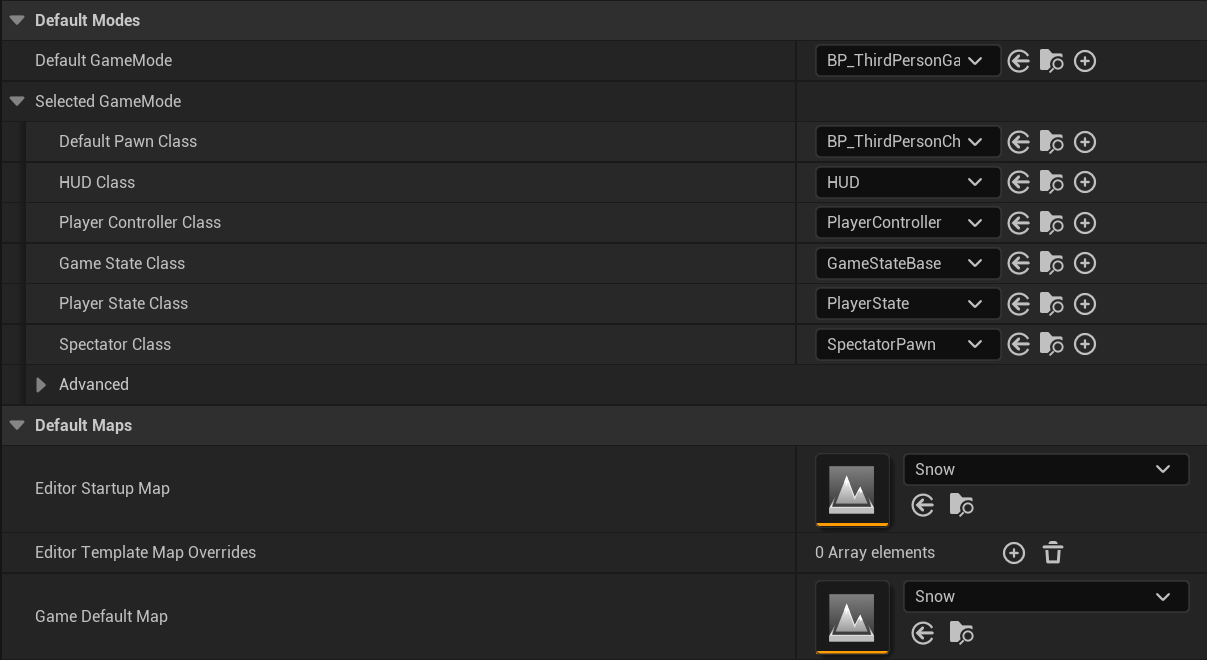 Default Modes
Default GameMode BP_ThirdPersonGa
Selected GameMode
Default Pawn Class BP_ThirdPersonCh
HUD Class HUD
Player Controller Class PlayerController
Game State Class GameStateBase
Player State Class PlayerState
Spectator Class SpectatorPawn
Advanced
Default Maps
Editor Startup Map Snow
Editor Template Map Overrides 0 Array elements
Game Default Map Snow